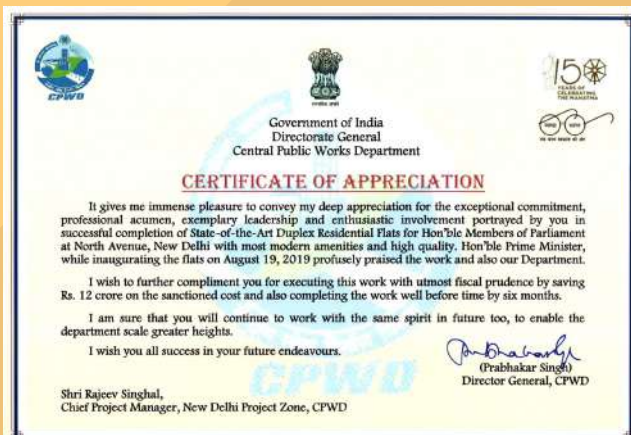 CPWD
150
YEARS OF
CELEBRATING
THE MAHATMA
Government of India
Directorate General
Central Public Works Department
CERTIFICATE OF APPRECIATION
It gives me immense pleasure to convey my deep appreciation for the exceptional commitment,
professional acumen, exemplary leadership and enthusiastic involvement portrayed by you in
successful completion of State-of-the-Art Duplex Residential Flats for Hon'ble Members of Parliament
at North Avenue, New Delhi with most modern amenities and high quality. Hon'ble Prime Minister,
while inaugurating the flats on August 19, 2019 profusely praised the work and also our Department.
I wish to further compliment you for executing this work with utmost fiscal prudence by saving
Rs. 12 crore on the sanctioned cost and also completing the work well before time by six months.
I am sure that you will continue to work with the same spirit in future too, to enable the
department scale greater heights.
I wish you all success in your future endeavours.
(Prabhakar Singh)
Director General, CPWD
CPWD
Shri Rajeev Singhal,
Chief Project Manager, New Delhi Project Zone, CPWD